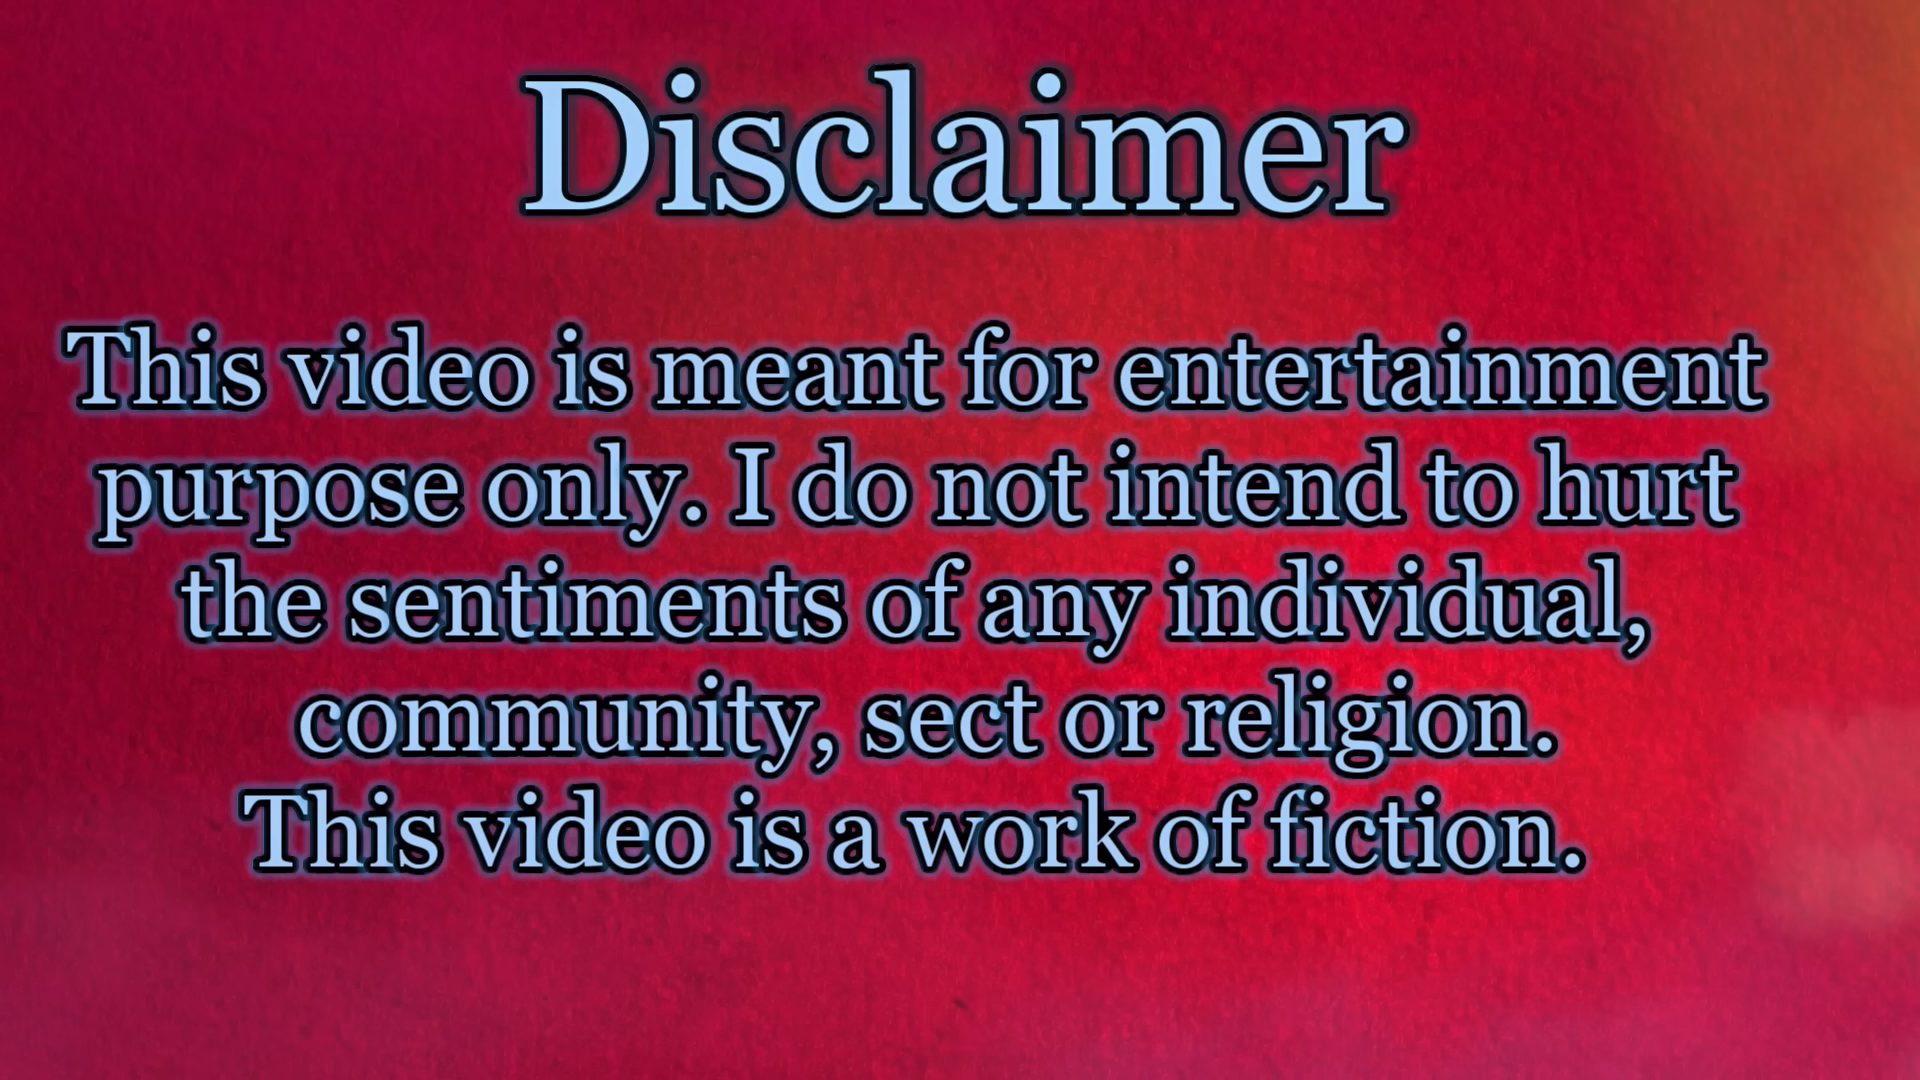 Disclaimer
This video is meant for entertainment
purpose only. I do not intend to hurt
the sentiments of any individual,
community, sect or religion.
This video is a work of fiction.